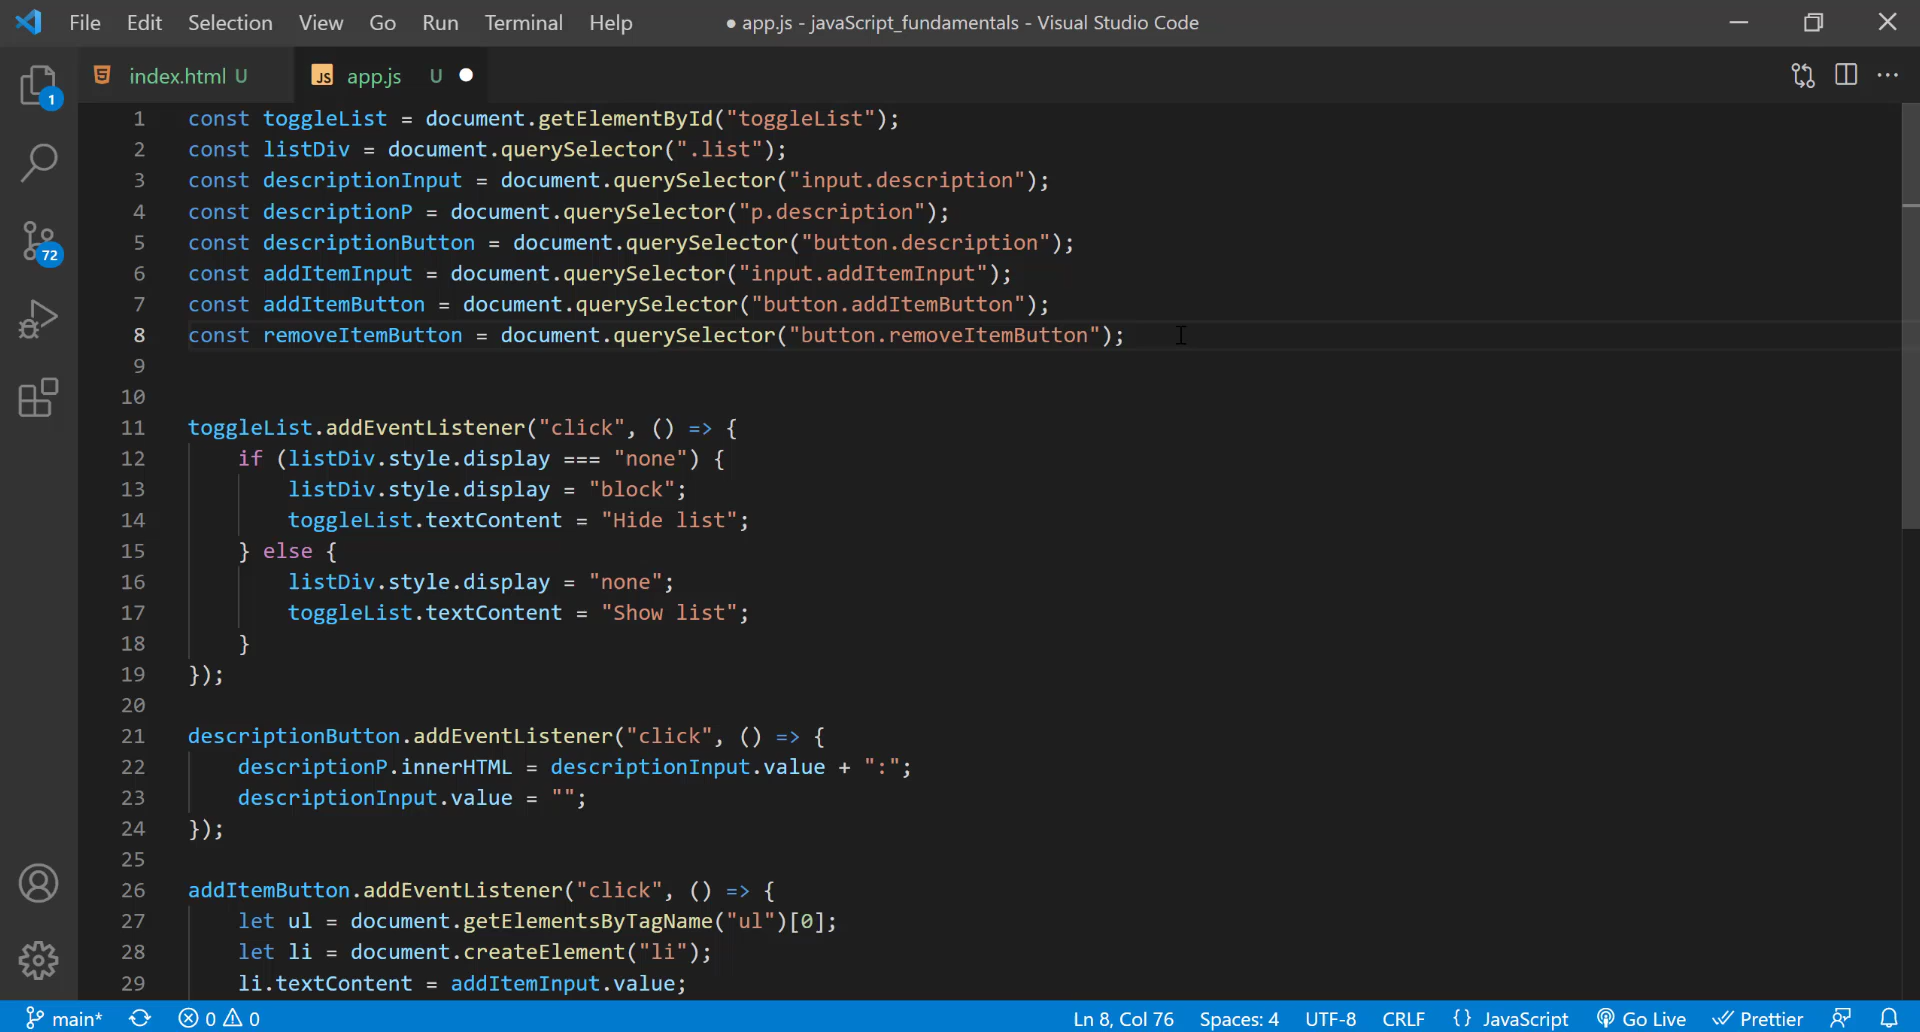 File Edit Selection View Go Run Terminal Help ● app.js - javaScript_fundamentals - Visual Studio Code
index.html U JS app.js U ●
1 const toggleList = document.getElementById("toggleList");
2 const listDiv = document.querySelector(".list");
3 const descriptionInput = document.querySelector("input.description");
4 const descriptionP = document.querySelector("p.description");
5 const descriptionButton = document.querySelector("button.description");
6 const addItemInput = document.querySelector("input.addItemInput");
7 const addItemButton = document.querySelector("button.addItemButton");
8 const removeItemButton = document.querySelector("button.removeItemButton");
9
10
11 toggleList.addEventListener("click", () => {
12     if (listDiv.style.display === "none") {
13         listDiv.style.display = "block";
14         toggleList.textContent = "Hide list";
15     } else {
16         listDiv.style.display = "none";
17         toggleList.textContent = "Show list";
18     }
19 });
20
21 descriptionButton.addEventListener("click", () => {
22     descriptionP.innerHTML = descriptionInput.value + ":";
23     descriptionInput.value = "";
24 });
25
26 addItemButton.addEventListener("click", () => {
27     let ul = document.getElementsByTagName("ul")[0];
28     let li = document.createElement("li");
29     li.textContent = addItemInput.value;
1
72
main* 0 0 Ln 8, Col 76 Spaces: 4 UTF-8 CRLF {} JavaScript Go Live Prettier